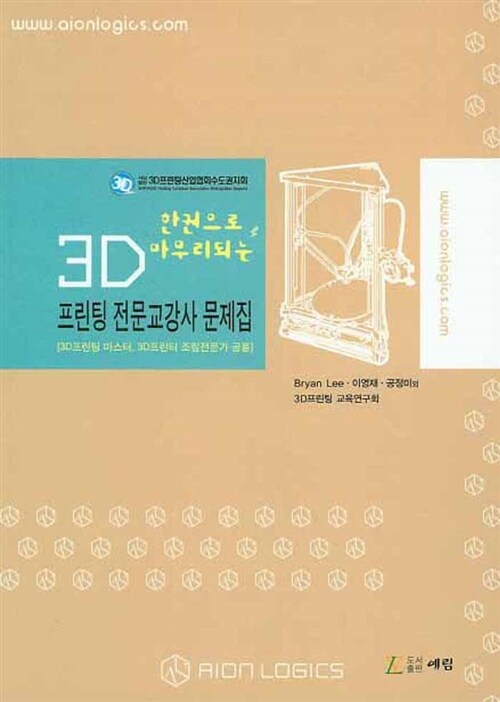 www.aionlogics.com
3D프린팅산업협회수도권지회
한권으로
마무리되는
3D
프린팅 전문교강사 문제집
[3D프린팅 마스터, 3D프린터 조립전문가 공용]
www.aionlogics.com
Bryan Lee · 이영재 · 공정미 외
3D프린팅 교육연구회
AION LOGICS
도서
출판 예림